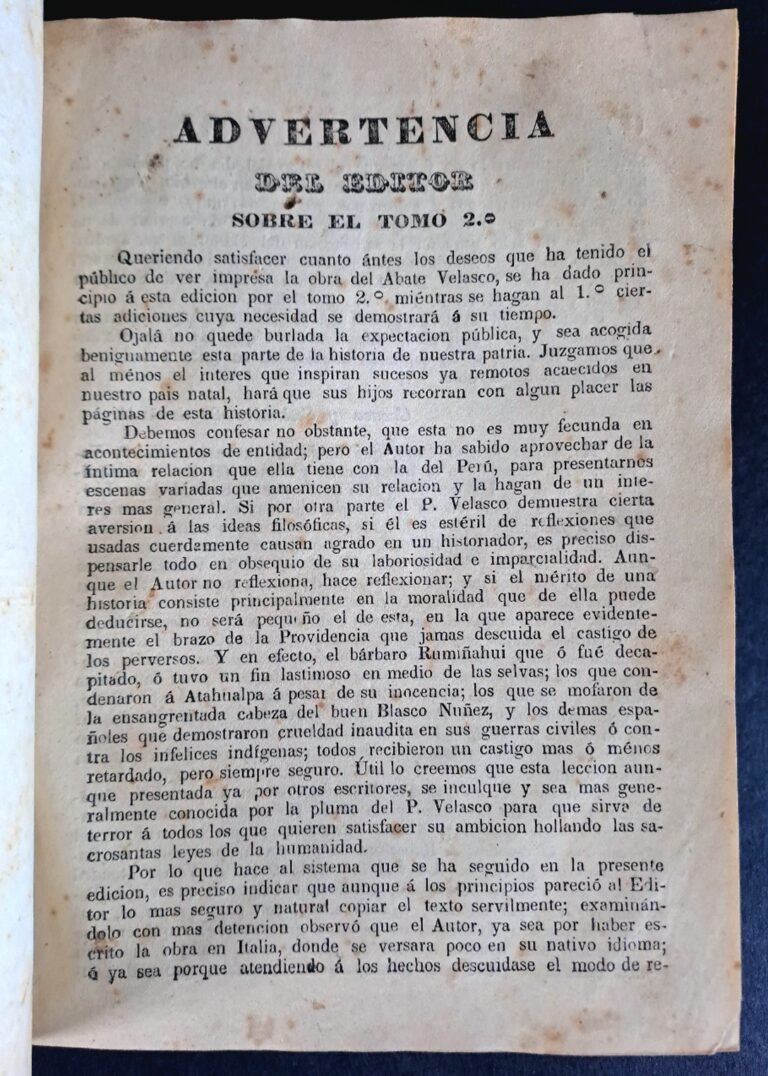 ADVERTENCIA
DEL EDITOR
SOBRE EL TOMO 2.º
Queriendo satisfacer cuanto ántes los deseos que ha tenido el
público de ver impresa la obra del Abate Velasco, se ha dado prin-
cipio á esta edicion por el tomo 2.º miéntras se hagan al 1.º cier-
tas adiciones cuya necesidad se demostrará á su tiempo.
Ojalá no quede burlada la expectacion pública, y sea acogida
benignamente esta parte de la historia de nuestra patria. Juzgamos que
al ménos el interes que inspiran sucesos ya remotos acaecidos en
nuestro pais natal, hará que sus hijos recorran con algun placer las
páginas de esta historia.
Debemos confesar no obstante, que esta no es muy fecunda en
acontecimientos de entidad; pero el Autor ha sabido aprovechar de la
íntima relacion que ella tiene con la del Perú, para presentarnos
escenas variadas que amenicen su relacion y la hagan de un inte-
res mas general. Si por otra parte el P. Velasco demuestra cierta
aversion á las ideas filosóficas, si él es estéril de reflexiones que
usadas cuerdamente causan agrado en un historiador, es preciso dis-
pensarle todo en obsequio de su laboriosidad e imparcialidad. Aun-
que el Autor no reflexiona, hace reflexionar; y si el mérito de una
historia consiste principalmente en la moralidad que de ella puede
deducirse, no será pequeño el de esta, en la que aparece evidente-
mente el brazo de la Providencia que jamas descuida el castigo de
los perversos. Y en efecto, el bárbaro Rumiñahui que ó fué deca-
pitado, ó tuvo un fin lastimoso en medio de las selvas; los que con-
denaron á Atahualpa á pesar de su inocencia; los que se mofaron de
la ensangrentada cabeza del buen Blasco Nuñez, y los demas espa-
ñoles que demostraron crueldad inaudita en sus guerras civiles ó con-
tra los infelices indígenas; todos recibieron un castigo mas ó ménos
retardado, pero siempre seguro. Útil lo creemos que esta leccion aun-
que presentada ya por otros escritores, se inculque y sea mas gene-
ralmente conocida por la pluma del P. Velasco para que sirva de
terror á todos los que quieren satisfacer su ambicion hollando las sa-
crosantas leyes de la humanidad.
Por lo que hace al sistema que se ha seguido en la presente
edicion, es preciso indicar que aunque á los principios pareció al Edi-
tor lo mas seguro y natural copiar el texto servilmente; examinán-
dolo con mas detencion observó que el Autor, ya sea por haber es-
crito la obra en Italia, donde se versara poco en su nativo idioma;
ó ya sea porque atendiendo á los hechos descuidase el modo de re-